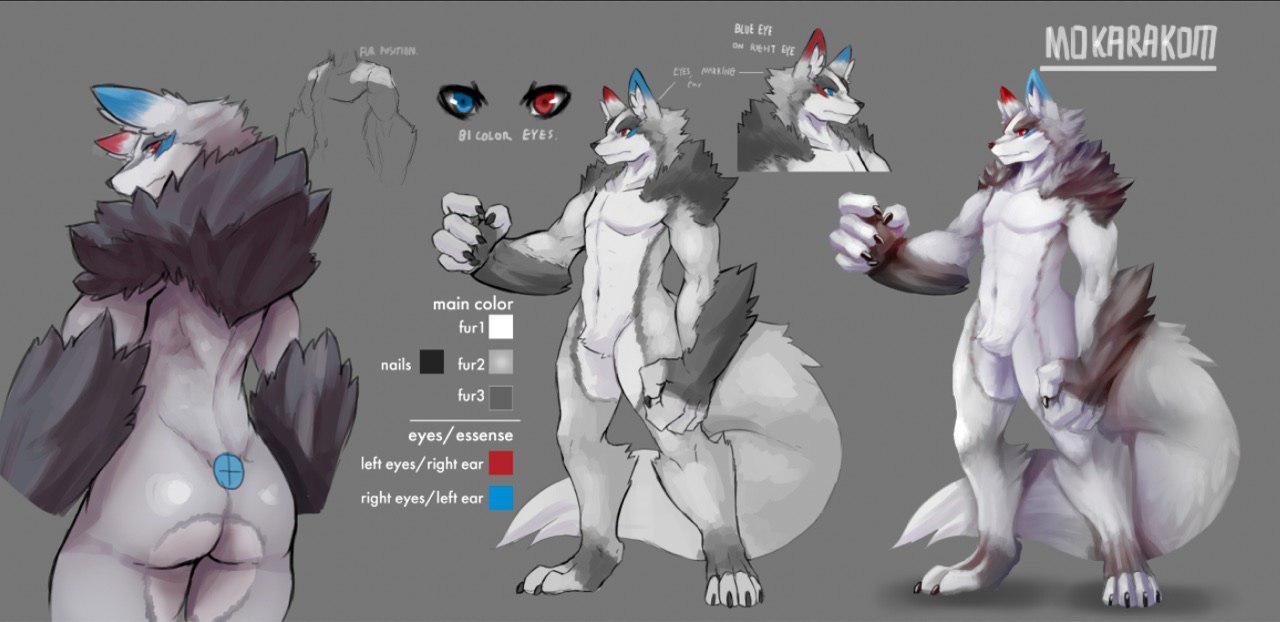 FUR POSITION.
BI COLOR EYES.
BLUE EYE
ON RIGHT EYE
EYES, MARKING
MOKARAKOM
main color
fur1
nails fur2
fur3
eyes/essense
left eyes/right ear
right eyes/left ear